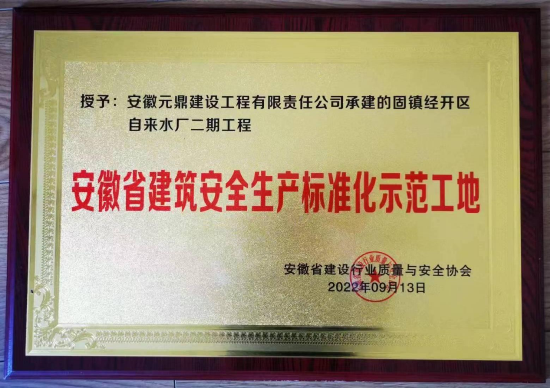 授予：安徽元鼎建设工程有限责任公司承建的固镇经开区
自来水厂二期工程
安徽省建筑安全生产标准化示范工地
安徽省建设行业质量与安全协会
2022年09月13日